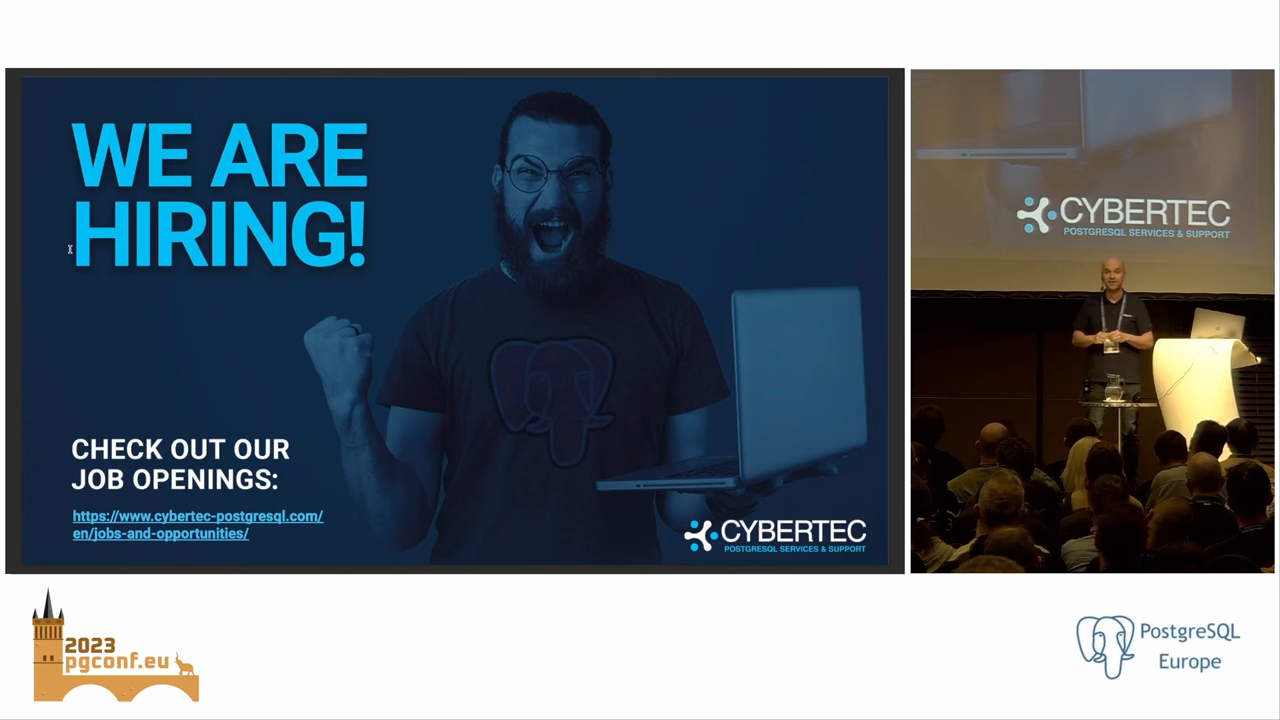 WE ARE
HIRING!
CHECK OUT OUR
JOB OPENINGS:
https://www.cybertec-postgresql.com/
en/jobs-and-opportunities/
CYBERTEC
POSTGRESQL SERVICES & SUPPORT
CYBERTEC
POSTGRESQL SERVICES & SUPPORT
2023
pgconf.eu
PostgreSQL
Europe